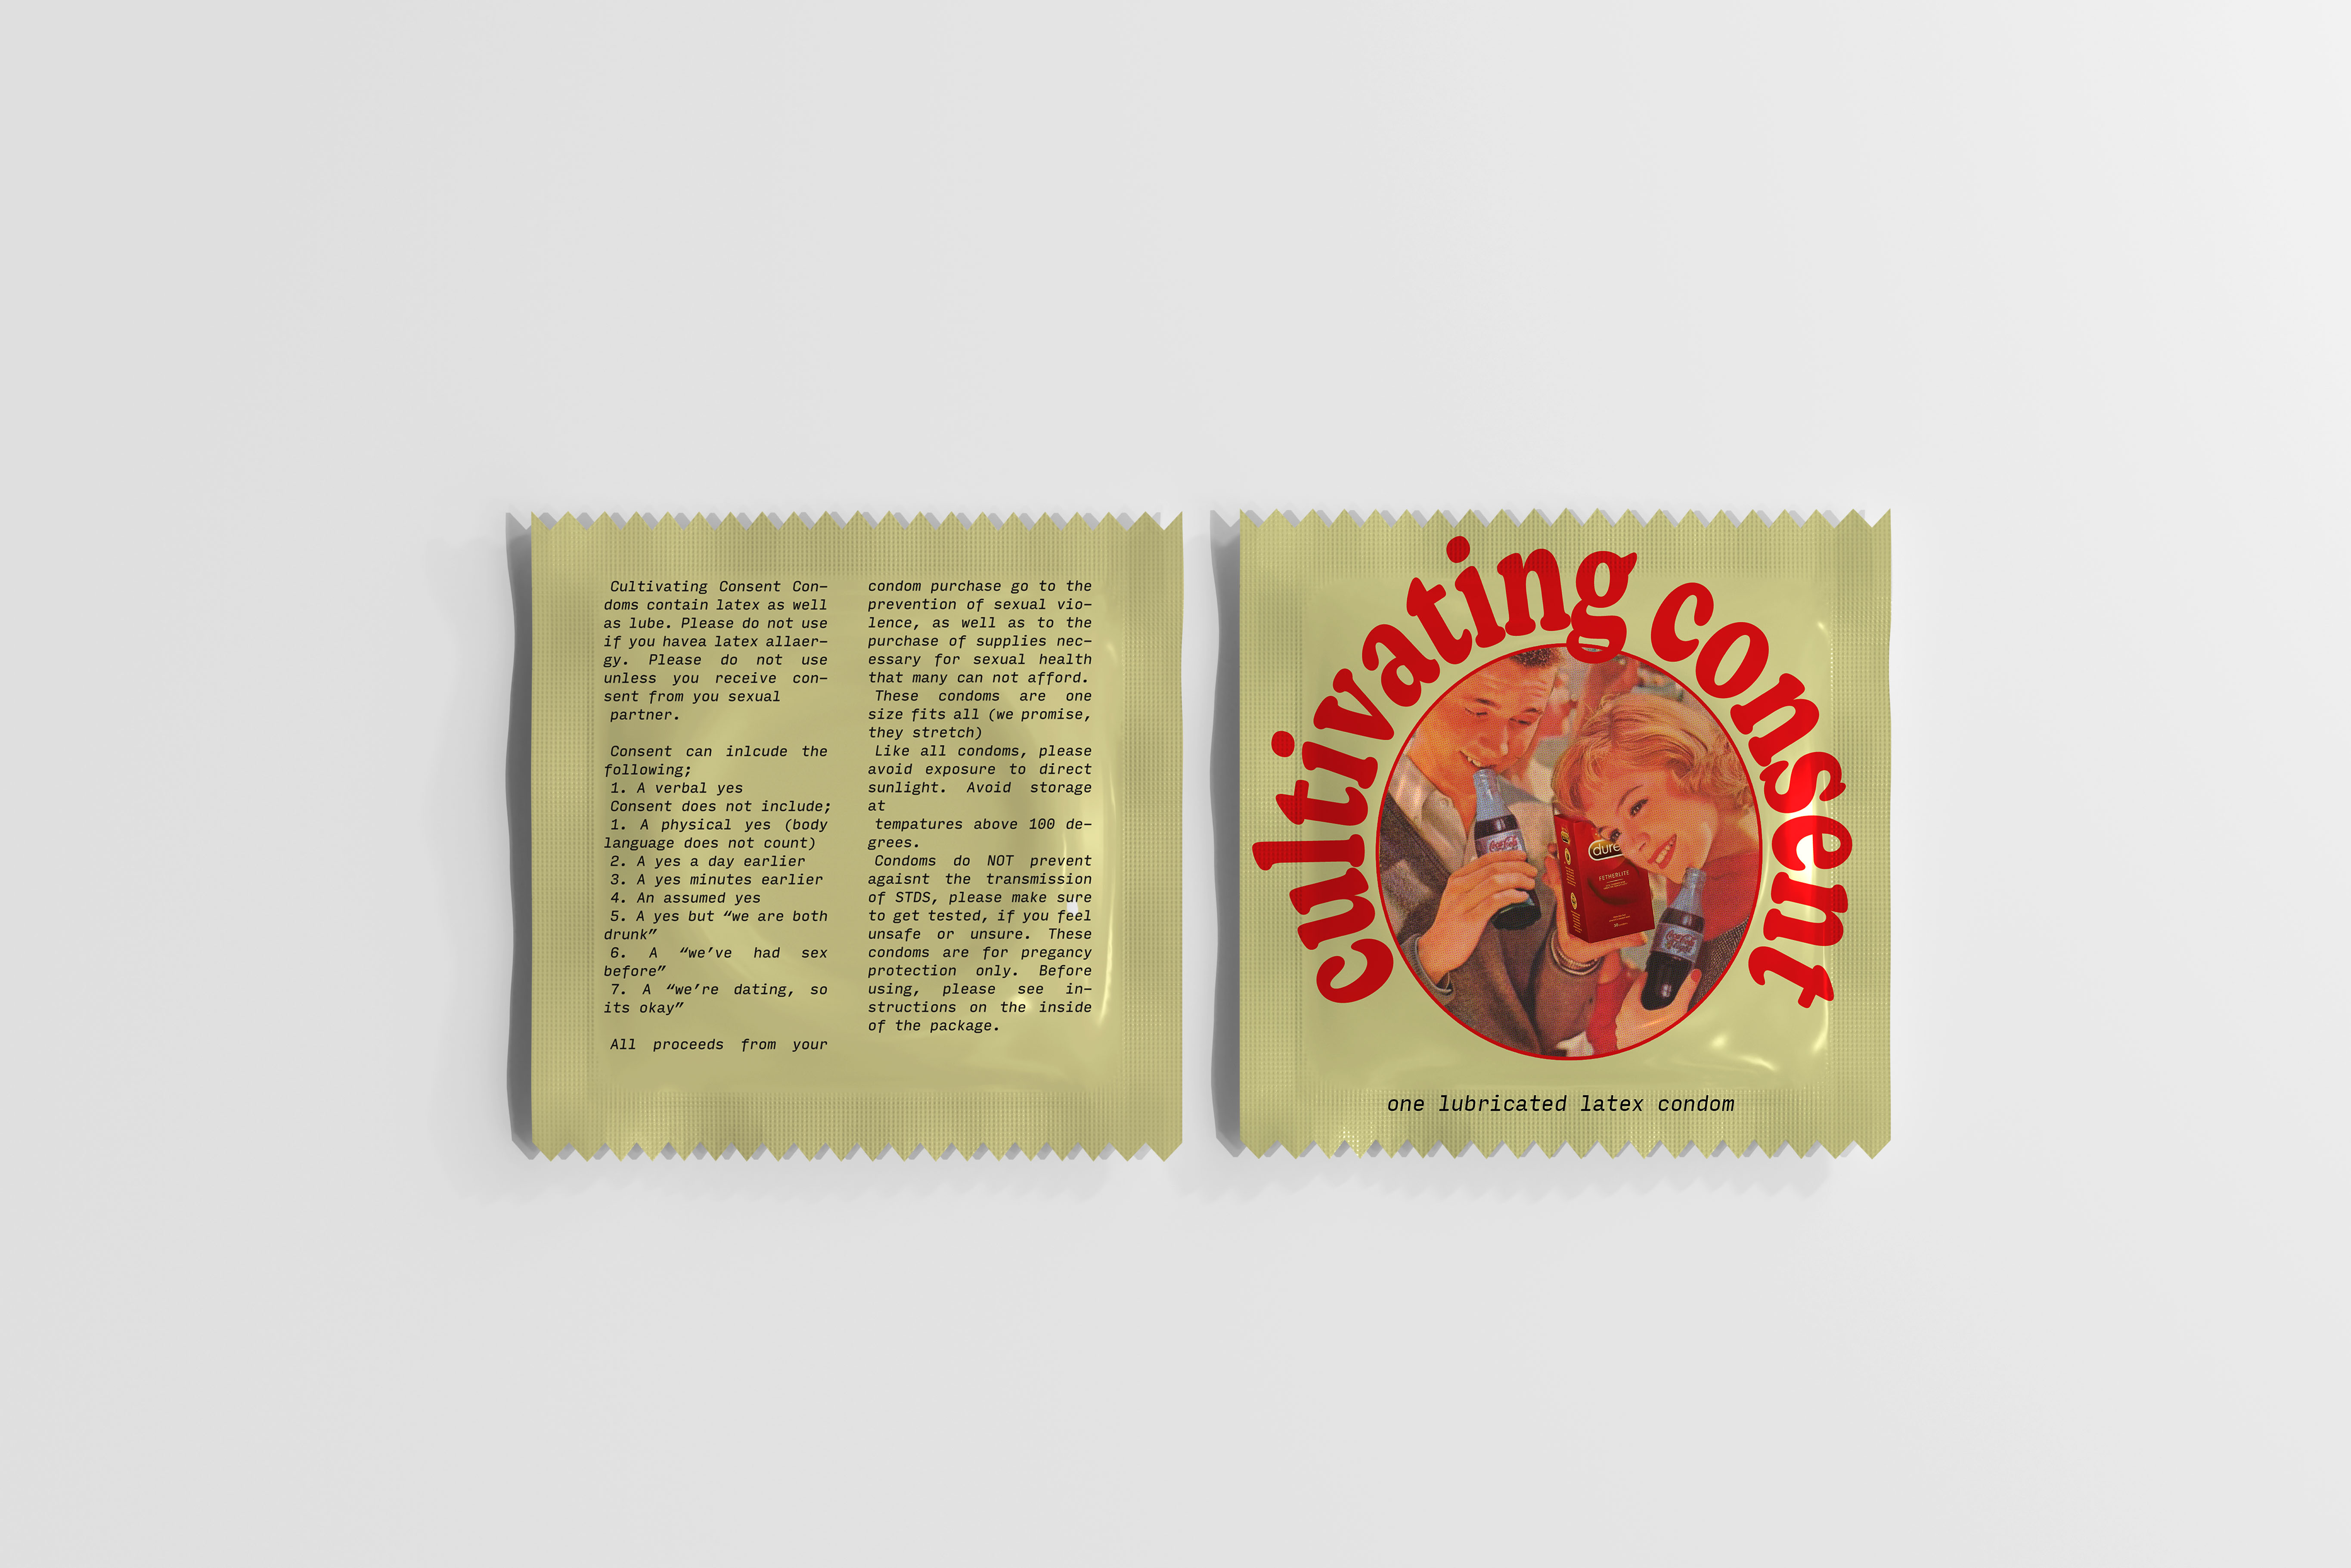 Cultivating Consent Con-
doms contain latex as well
as lube. Please do not use
if you havea latex allaer-
gy. Please do not use
unless you receive con-
sent from you sexual
partner.
Consent can inlcude the
following;
1. A verbal yes
Consent does not include;
1. A physical yes (body
language does not count)
2. A yes a day earlier
3. A yes minutes earlier
4. An assumed yes
5. A yes but “we are both
drunk”
6. A “we’ve had sex
before”
7. A “we’re dating, so
its okay”
All proceeds from your
condom purchase go to the
prevention of sexual vio-
lence, as well as to the
purchase of supplies nec-
essary for sexual health
that many can not afford.
These condoms are one
size fits all (we promise,
they stretch)
Like all condoms, please
avoid exposure to direct
sunlight. Avoid storage
at
tempatures above 100 de-
grees.
Condoms do NOT prevent
agaisnt the transmission
of STDS, please make sure
to get tested, if you feel
unsafe or unsure. These
condoms are for pregancy
protection only. Before
using, please see in-
structions on the inside
of the package.
cultivating consent
Coca-Cola
dure
FETHERLITE
Coca-Cola
one lubricated latex condom